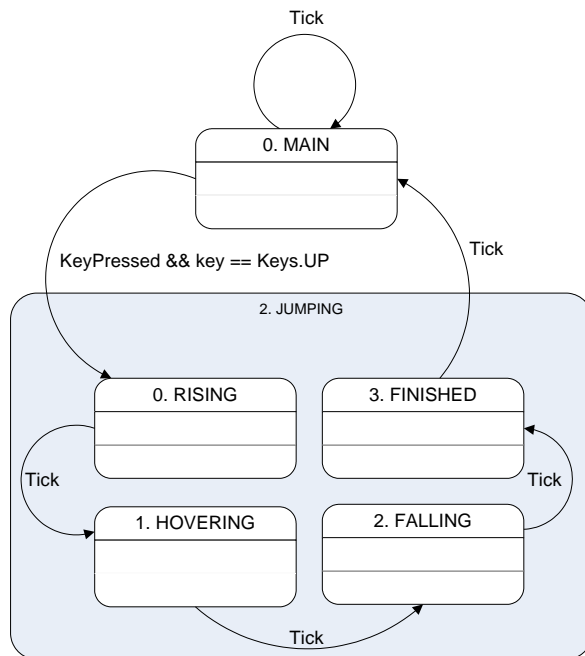 Tick
0. MAIN
KeyPressed && key == Keys.UP
Tick
2. JUMPING
0. RISING
3. FINISHED
Tick
Tick
1. HOVERING
2. FALLING
Tick